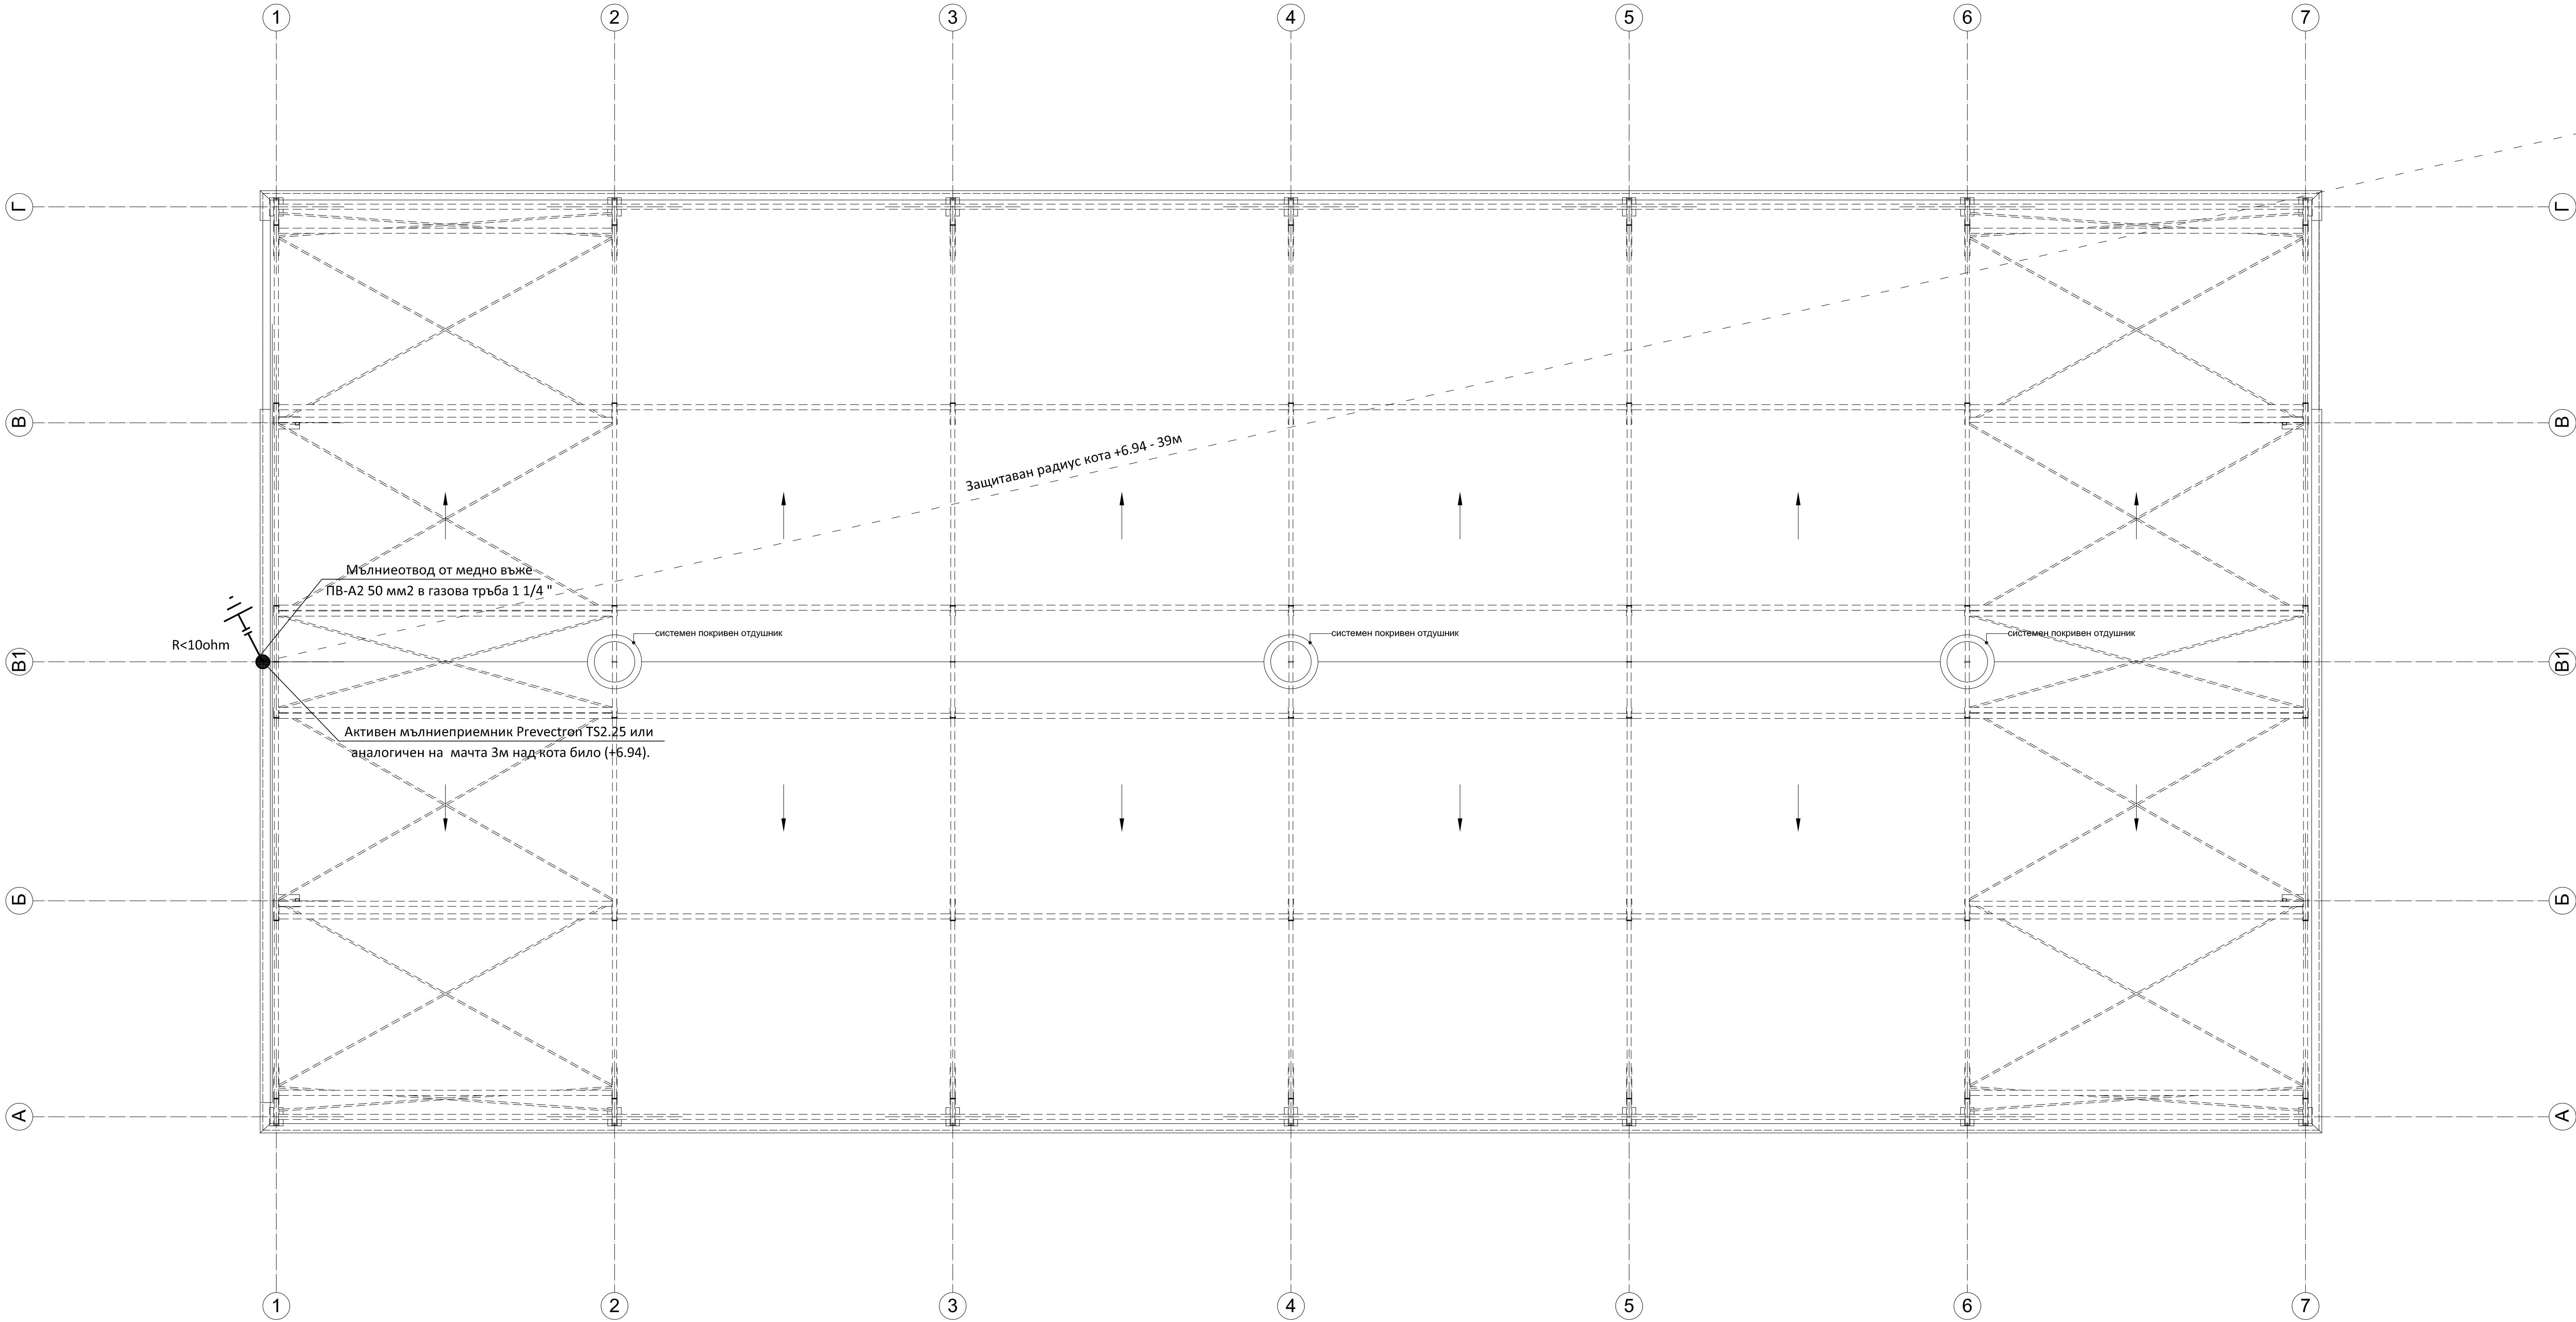 1
2
3
4
5
6
7
Г
Г
В
В
Защитаван радиус кота +6.94 - 39м
Мълниеотвод от медно въже
ПВ-А2 50 мм2 в газова тръба 1 1/4 "
R<10ohm
системен покривен отдушник
системен покривен отдушник
системен покривен отдушник
В1
В1
Активен мълниеприемник Prevectron TS2.25 или
аналогичен на мачта 3м над кота било (+6.94).
Б
Б
А
А
1
2
3
4
5
6
7